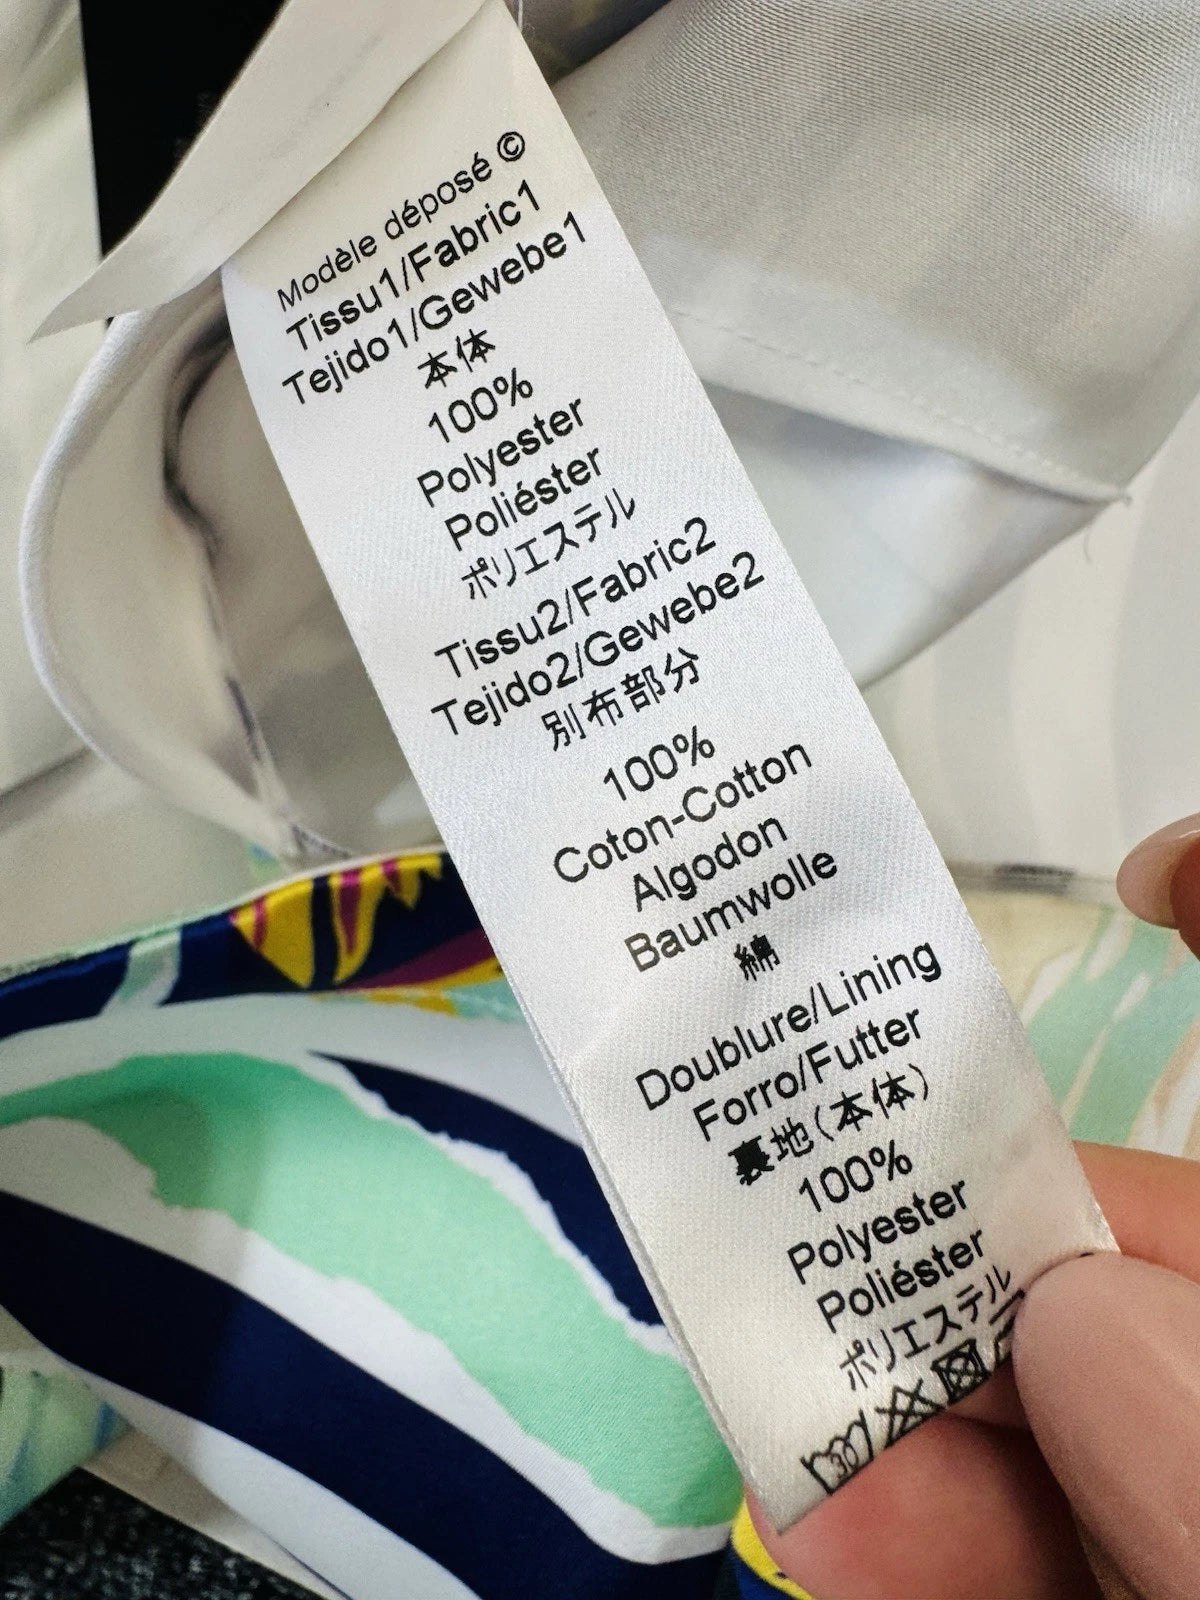 Modèle déposé ©
Tissu1/Fabric1
Tejido1/Gewebe1
本体
100%
Polyester
Poliéster
ポリエステル
Tissu2/Fabric2
Tejido2/Gewebe2
別布部分
100%
Coton-Cotton
Algodon
Baumwolle
綿
Doublure/Lining
Forro/Futter
裏地(本体)
100%
Polyester
Poliéster
ポリエステル
30